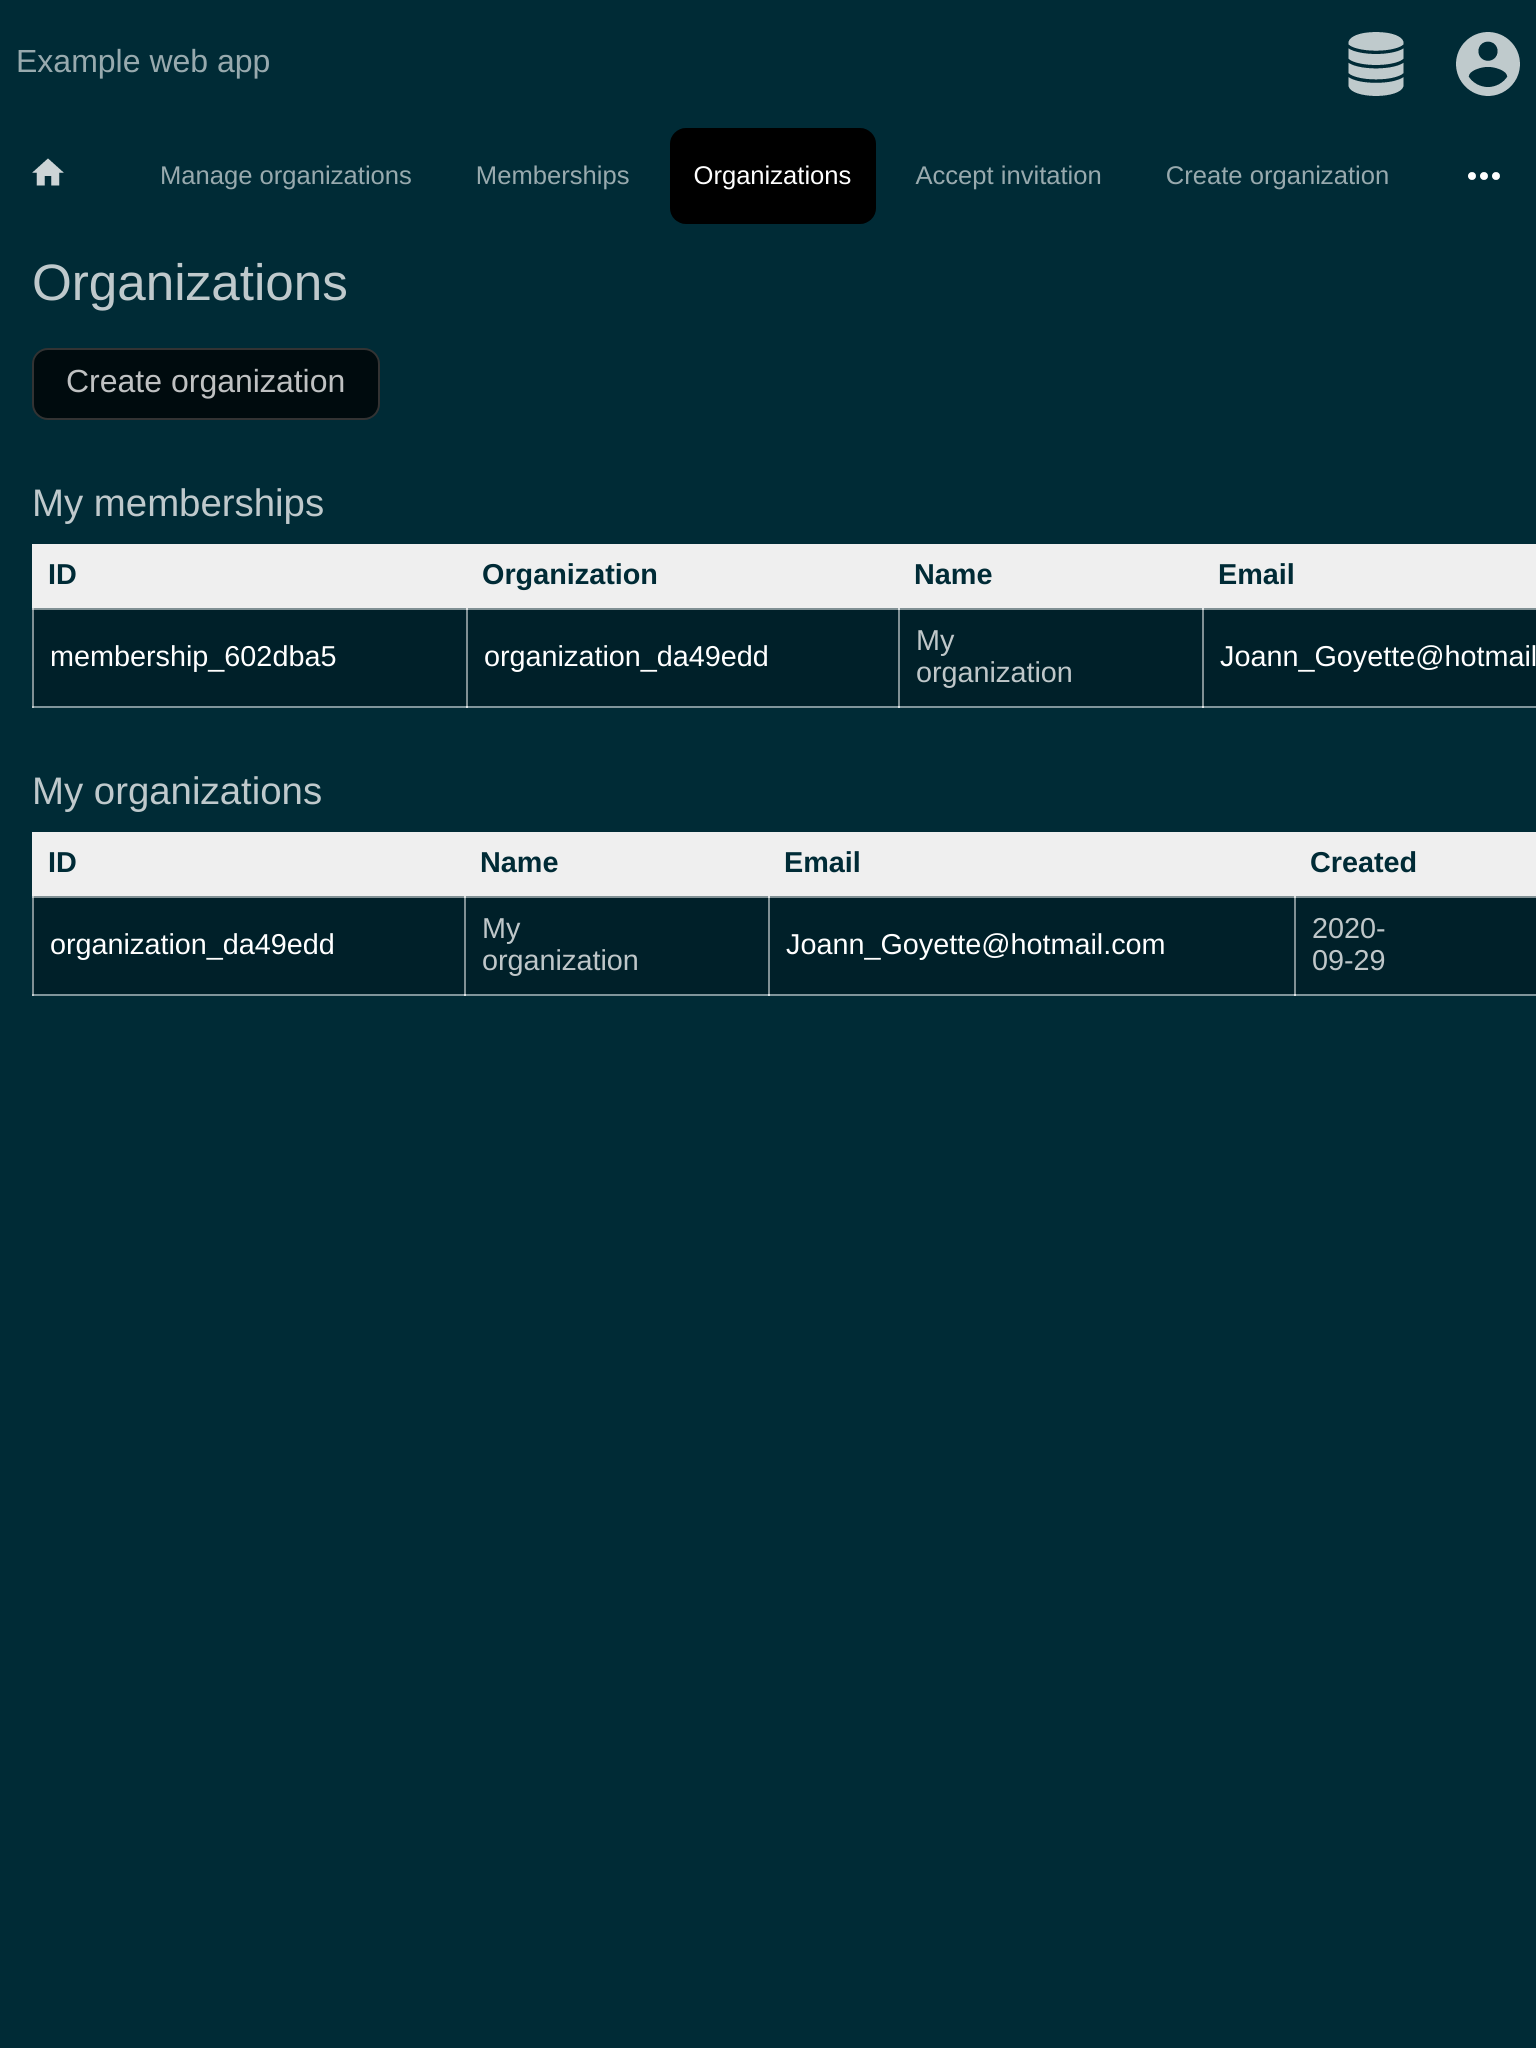 Example web app
Manage organizations Memberships Organizations Accept invitation Create organization
Organizations
Create organization
My memberships
ID Organization Name Email
membership_602dba5 organization_da49edd My organization Joann_Goyette@hotmail
My organizations
ID Name Email Created
organization_da49edd My organization Joann_Goyette@hotmail.com 2020-09-29